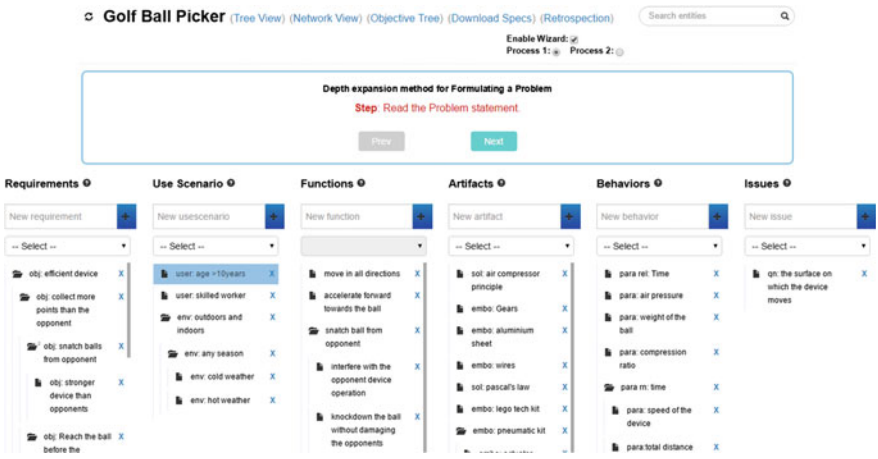 Golf Ball Picker (Tree View) (Network View) (Objective Tree) (Download Specs) (Retrospection)
Search entities
Enable Wizard:
Process 1: Process 2:
Depth expansion method for Formulating a Problem
Step: Read the Problem statement.
Prev Next
Requirements
New requirement +
-- Select --
obj: efficient device X
obj: collect more X
points than the
opponent
obj: snatch balls X
from opponent
obj: stronger X
device than
opponents
obj: Reach the ball X
before the
Use Scenario
New usescenario +
-- Select --
user: age >10years X
user: skilled worker X
env: outdoors and X
indoors
env: any season X
env: cold weather X
env: hot weather X
Functions
New function +
move in all directions X
accelerate forward X
towards the ball
snatch ball from X
opponent
interfere with the X
opponent device
operation
knockdown the ball X
without damaging
the opponents
Artifacts
New artifact +
-- Select --
sol: air compressor X
principle
embo: Gears X
embo: aluminium X
sheet
embo: wires X
sol: pascal's law X
embo: lego tech kit X
embo: pneumatic kit X
Behaviors
New behavior +
-- Select --
para rel: Time X
para: air pressure X
para: weight of the X
ball
para: compression X
ratio
para rn: time X
para: speed of the X
device
para:total distance X
Issues
New issue +
-- Select --
qn: the surface on X
which the device
moves